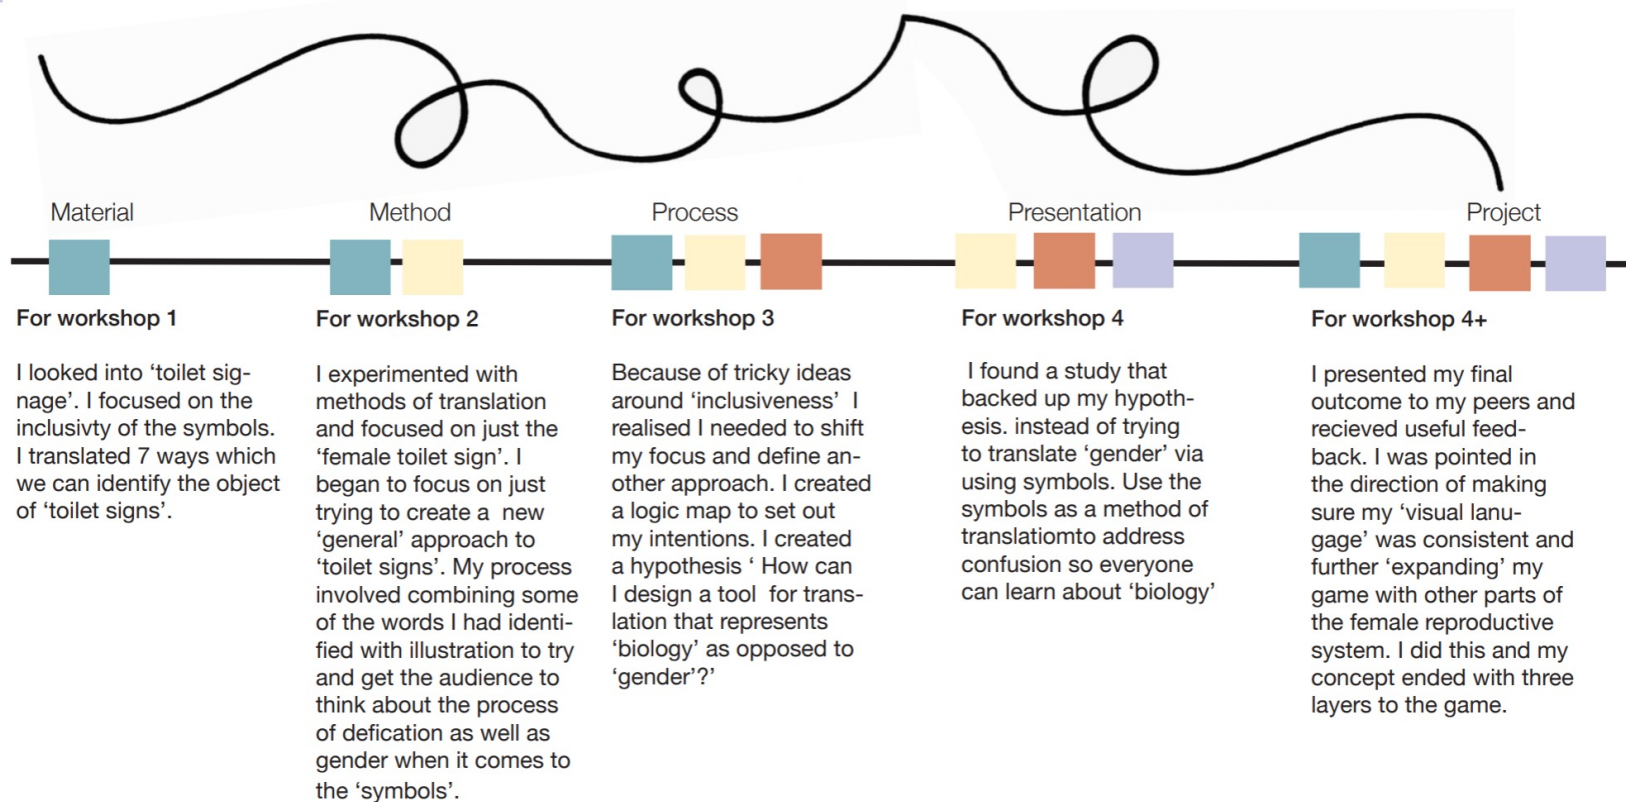 Material
Method
Process
Presentation
Project
For workshop 1
I looked into ‘toilet sig-
nage’. I focused on the
inclusivty of the symbols.
I translated 7 ways which
we can identify the object
of ‘toilet signs’.
For workshop 2
I experimented with
methods of translation
and focused on just the
‘female toilet sign’. I
began to focus on just
trying to create a  new
‘general’ approach to
‘toilet signs’. My process
involved combining some
of the words I had identi-
fied with illustration to try
and get the audience to
think about the process
of defication as well as
gender when it comes to
the ‘symbols’.
For workshop 3
Because of tricky ideas
around ‘inclusiveness’  I
realised I needed to shift
my focus and define an-
other approach. I created
a logic map to set out
my intentions. I created
a hypothesis ‘ How can
I design a tool  for trans-
lation that represents
‘biology’ as opposed to
‘gender’?’
For workshop 4
I found a study that
backed up my hypoth-
esis. instead of trying
to translate ‘gender’ via
using symbols. Use the
symbols as a method of
translatiomto address
confusion so everyone
can learn about ‘biology’
For workshop 4+
I presented my final
outcome to my peers and
recieved useful feed-
back. I was pointed in
the direction of making
sure my ‘visual lanu-
gage’ was consistent and
further ‘expanding’ my
game with other parts of
the female reproductive
system. I did this and my
concept ended with three
layers to the game.